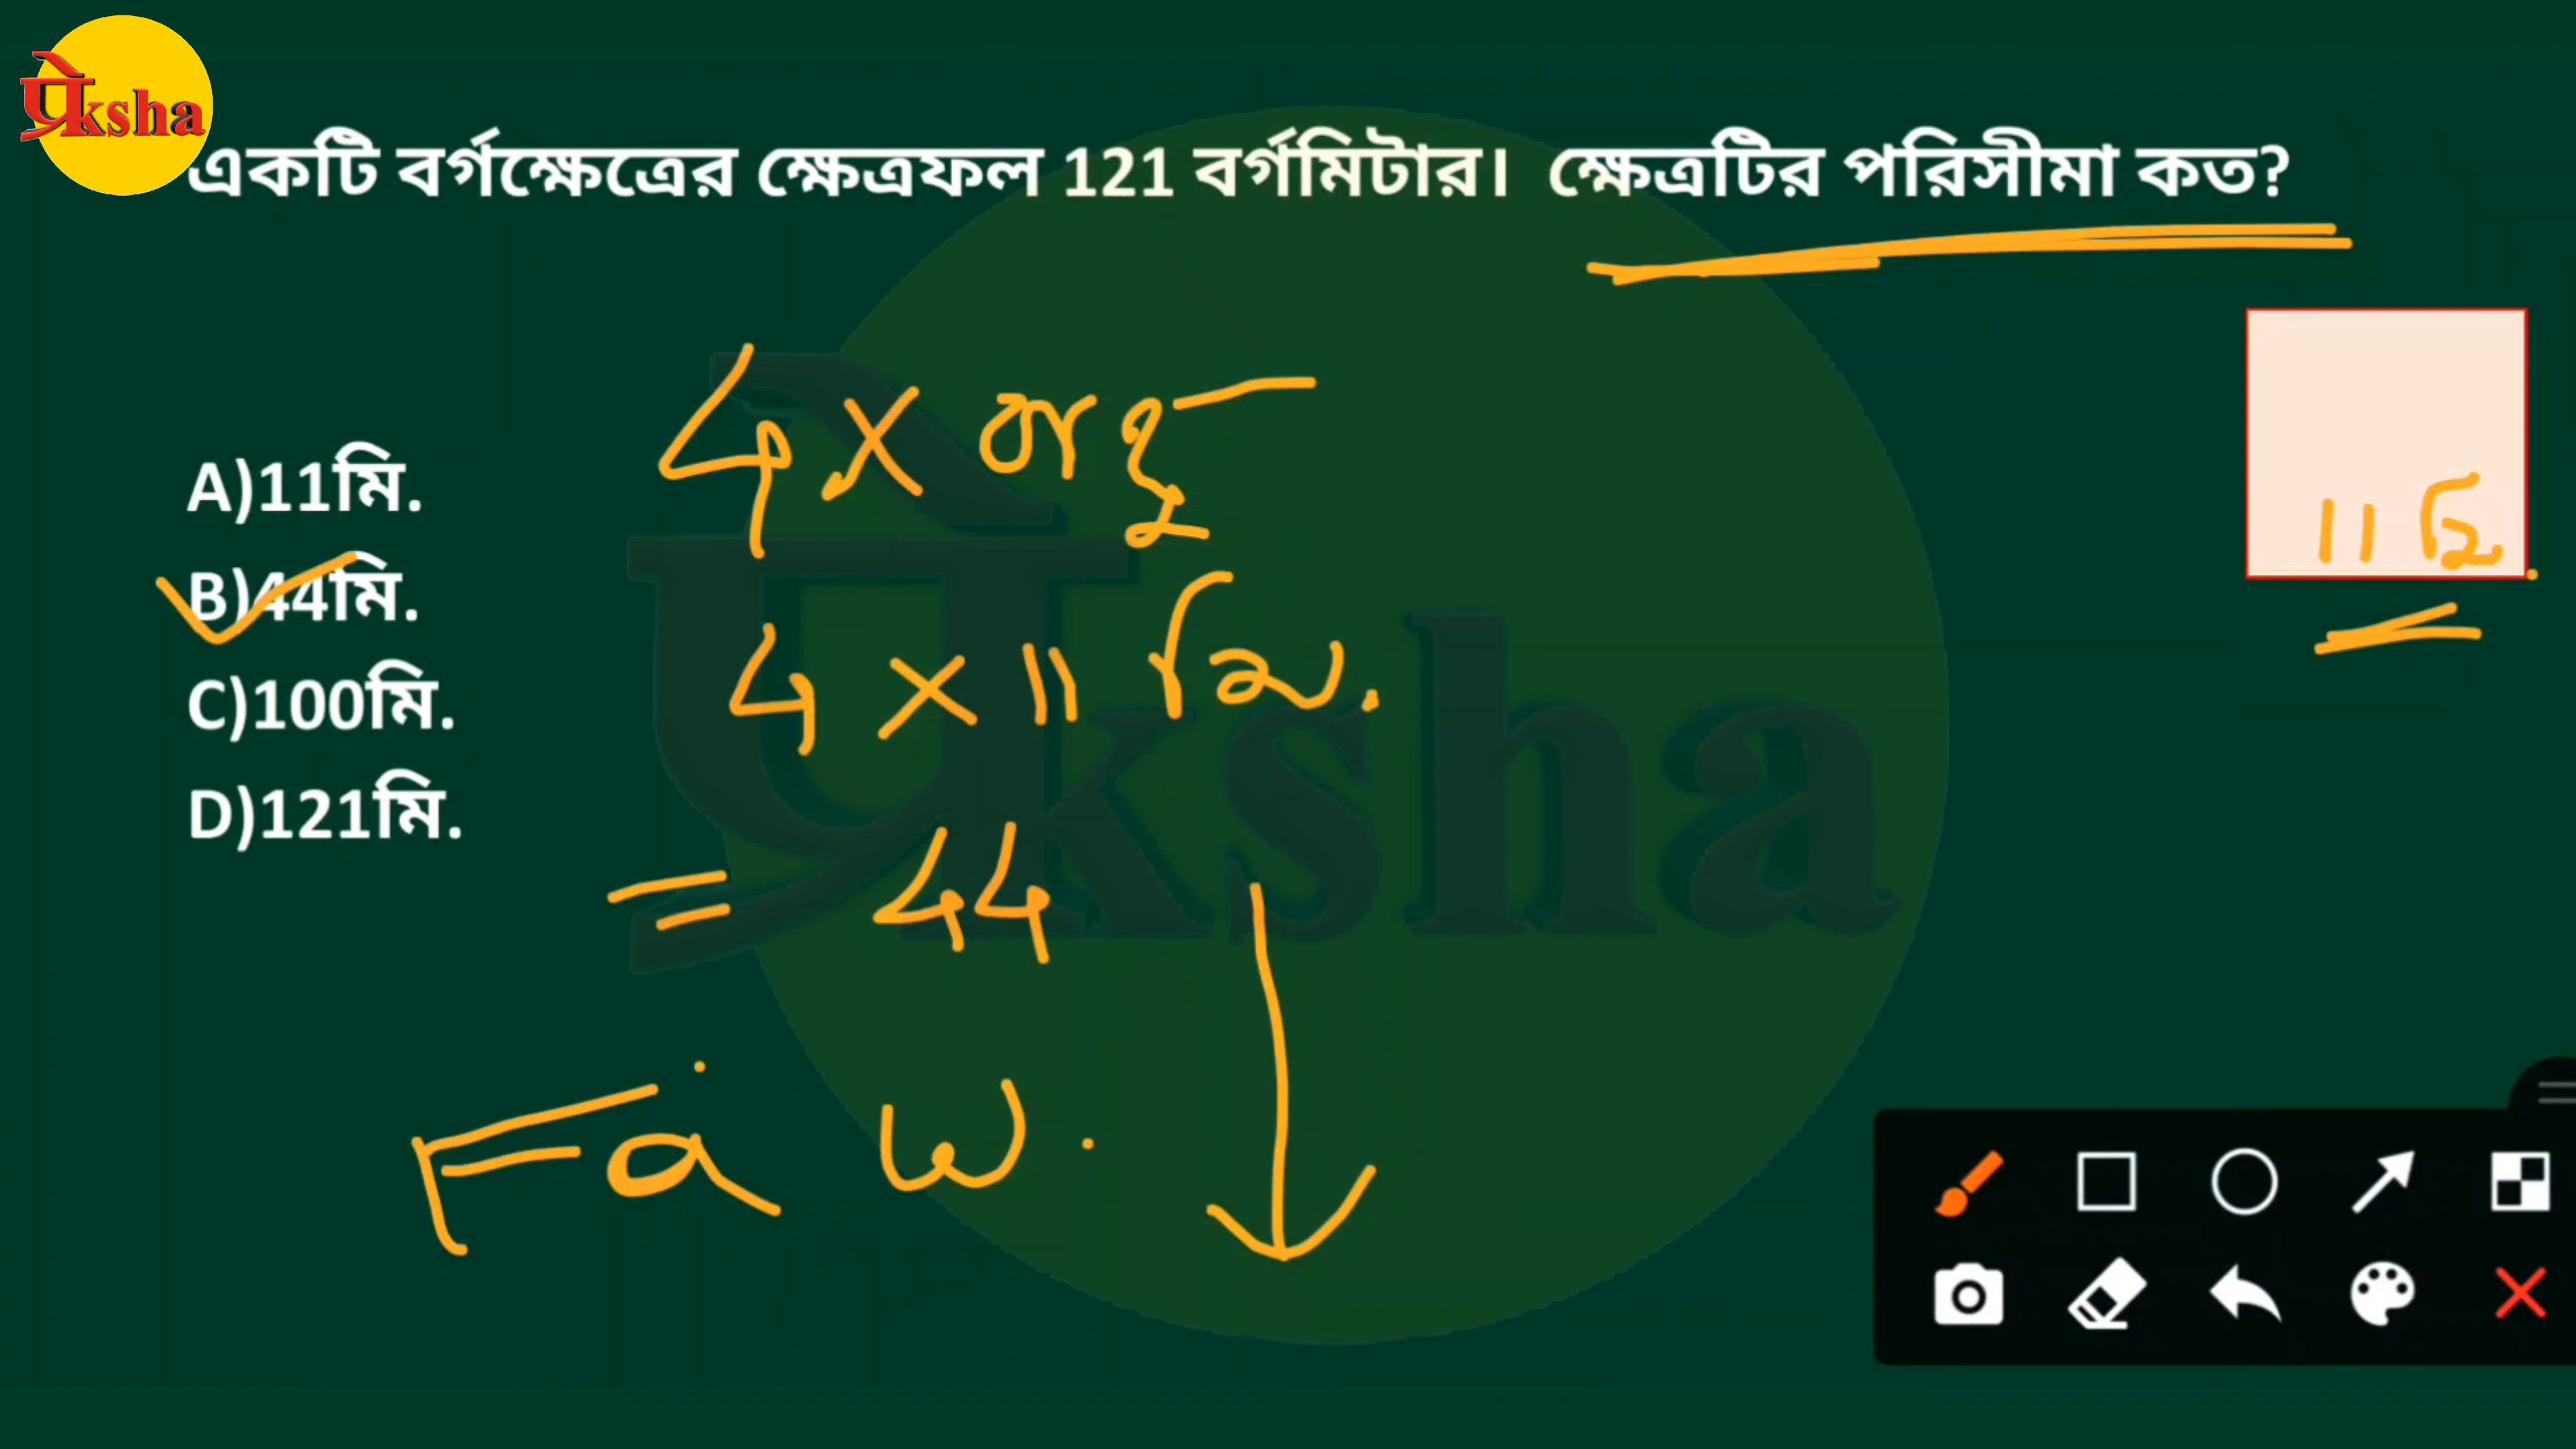 प्रेksha
একটি বর্গক্ষেত্রের ক্ষেত্রফল 121 বর্গমিটার। ক্ষেত্রটির পরিসীমা কত?
A)11মি.
B)44মি.
C)100মি.
D)121মি.
4 × বাহু
4 × 11 মি.
= 44
11 মি.
प्रेksha